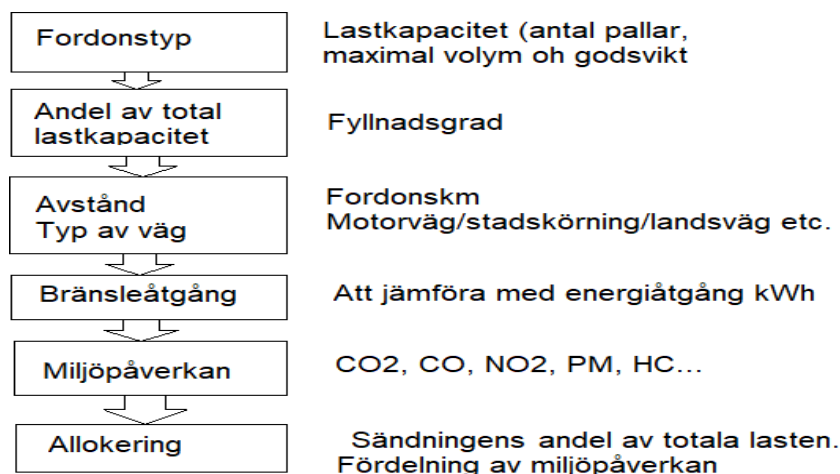 Fordonstyp
Lastkapacitet (antal pallar,
maximal volym oh godsvikt
Andel av total
lastkapacitet
Fyllnadsgrad
Avstånd
Typ av väg
Fordonskm
Motorväg/stadskörning/landsväg etc.
Bränsleåtgång
Att jämföra med energiåtgång kWh
Miljöpåverkan
CO2, CO, NO2, PM, HC...
Allokering
Sändningens andel av totala lasten.
Fördelning av miljöpåverkan